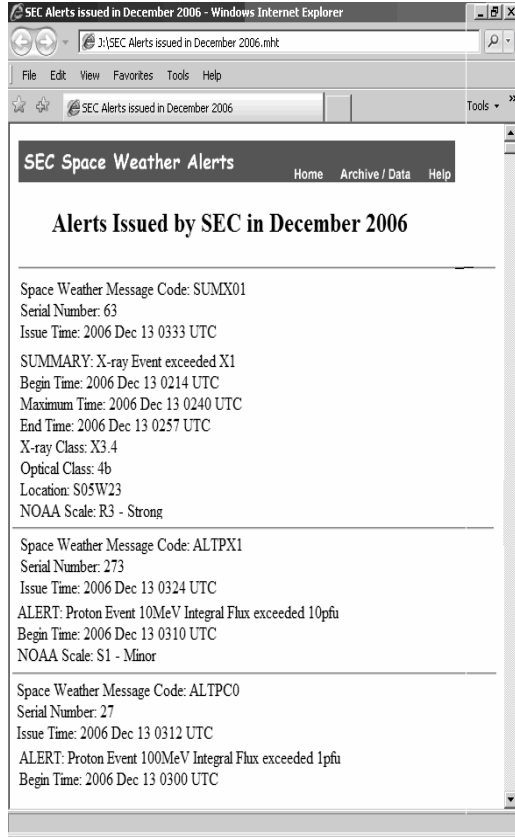 SEC Alerts issued in December 2006 - Windows Internet Explorer
J:\SEC Alerts issued in December 2006.mht
File Edit View Favorites Tools Help
SEC Alerts issued in December 2006
Tools
SEC Space Weather Alerts
Home Archive / Data Help
Alerts Issued by SEC in December 2006
Space Weather Message Code: SUMX01
Serial Number: 63
Issue Time: 2006 Dec 13 0333 UTC
SUMMARY: X-ray Event exceeded X1
Begin Time: 2006 Dec 13 0214 UTC
Maximum Time: 2006 Dec 13 0240 UTC
End Time: 2006 Dec 13 0257 UTC
X-ray Class: X3.4
Optical Class: 4b
Location: S05W23
NOAA Scale: R3 - Strong
Space Weather Message Code: ALTPX1
Serial Number: 273
Issue Time: 2006 Dec 13 0324 UTC
ALERT: Proton Event 10MeV Integral Flux exceeded 10pfu
Begin Time: 2006 Dec 13 0310 UTC
NOAA Scale: S1 - Minor
Space Weather Message Code: ALTPC0
Serial Number: 27
Issue Time: 2006 Dec 13 0312 UTC
ALERT: Proton Event 100MeV Integral Flux exceeded 1pfu
Begin Time: 2006 Dec 13 0300 UTC